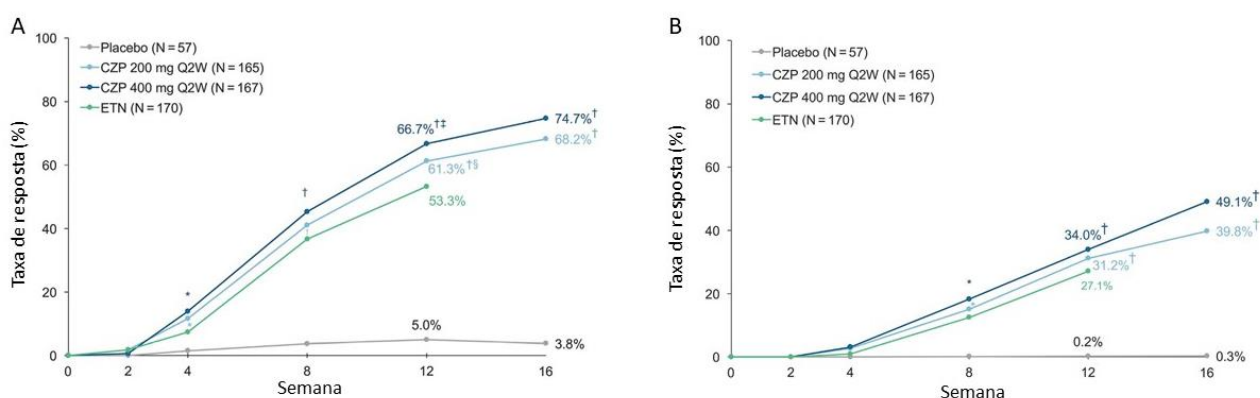 A
Taxa de resposta (%)
100
80
60
40
20
0
Placebo (N = 57)
CZP 200 mg Q2W (N = 165)
CZP 400 mg Q2W (N = 167)
ETN (N = 170)
*
*
†
†
66.7%†‡
61.3%†§
53.3%
74.7%†
68.2%†
5.0%
3.8%
0 2 4 8 12 16
Semana
B
Taxa de resposta (%)
100
80
60
40
20
0
Placebo (N = 57)
CZP 200 mg Q2W (N = 165)
CZP 400 mg Q2W (N = 167)
ETN (N = 170)
*
*
34.0%†
31.2%†
27.1%
49.1%†
39.8%†
0.2%
0.3%
0 2 4 8 12 16
Semana